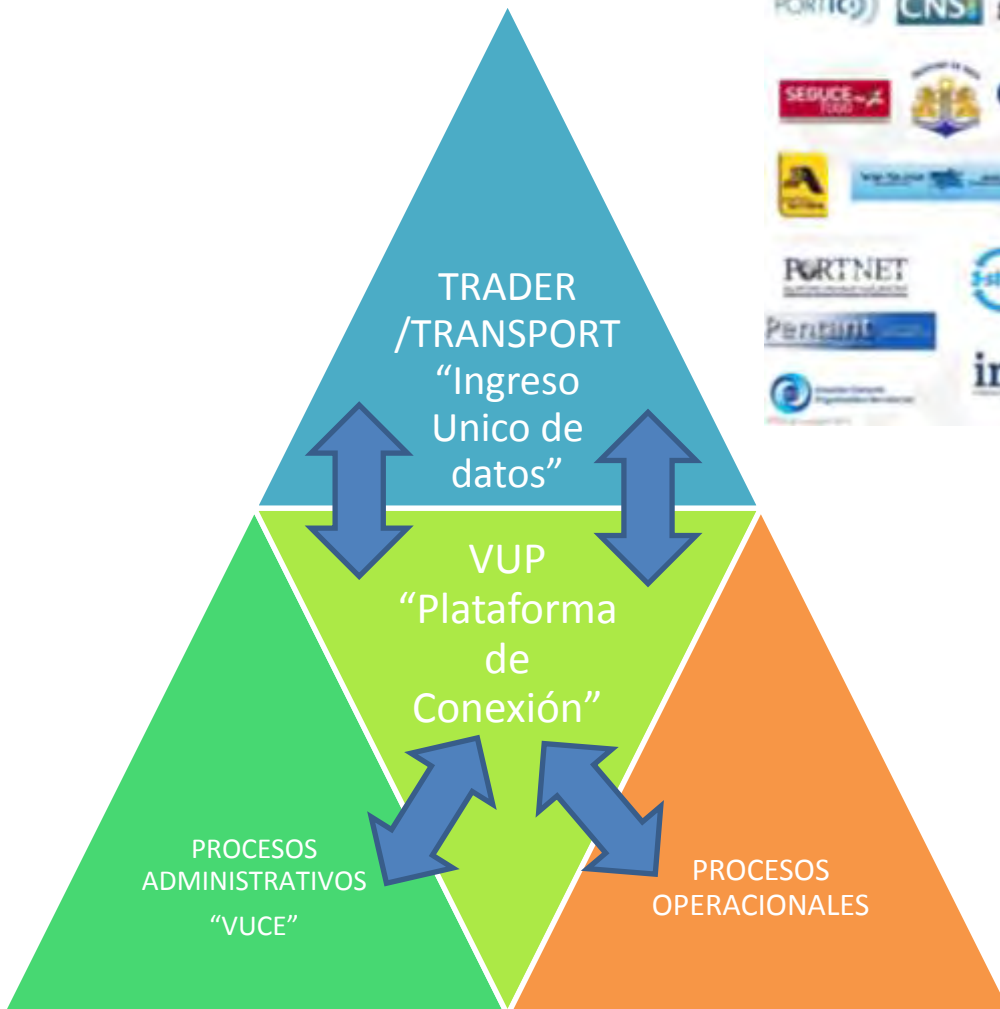 PORTIC
CNS
SEGUCE
TOGO
PORTNET
Pentant
TRADER
/TRANSPORT
“Ingreso
Unico de
datos”
VUP
“Plataforma
de
Conexión”
PROCESOS
ADMINISTRATIVOS
“VUCE”
PROCESOS
OPERACIONALES